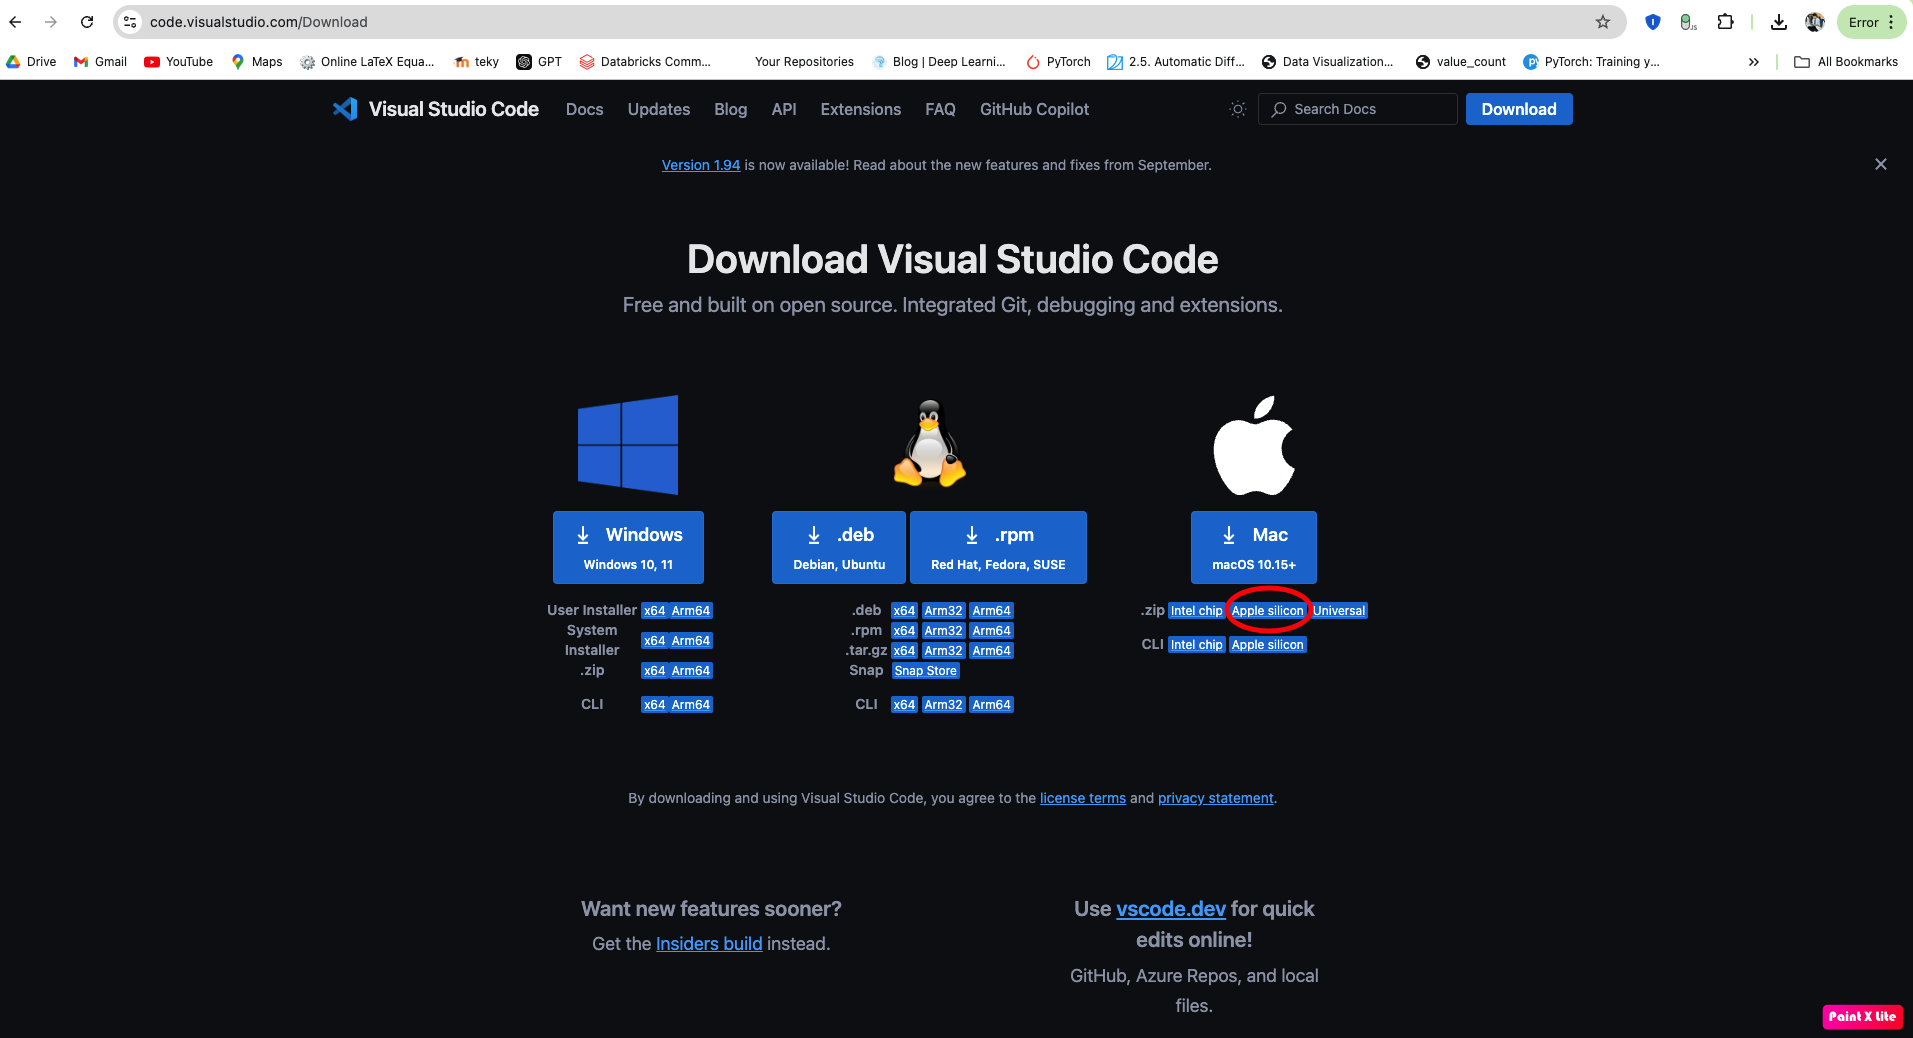 code.visualstudio.com/Download
Error
Drive
Gmail
YouTube
Maps
Online LaTeX Equa...
teky
GPT
Databricks Comm...
Your Repositories
Blog | Deep Learni...
PyTorch
2.5. Automatic Diff...
Data Visualization...
value_count
PyTorch: Training y...
All Bookmarks
Visual Studio Code
Docs
Updates
Blog
API
Extensions
FAQ
GitHub Copilot
Search Docs
Download
Version 1.94 is now available! Read about the new features and fixes from September.
Download Visual Studio Code
Free and built on open source. Integrated Git, debugging and extensions.
Windows
Windows 10, 11
User Installer x64 Arm64
System
Installer x64 Arm64
.zip x64 Arm64
CLI x64 Arm64
.deb
Debian, Ubuntu
.rpm
Red Hat, Fedora, SUSE
.deb x64 Arm32 Arm64
.rpm x64 Arm32 Arm64
.tar.gz x64 Arm32 Arm64
Snap Snap Store
CLI x64 Arm32 Arm64
Mac
macOS 10.15+
.zip Intel chip Apple silicon Universal
CLI Intel chip Apple silicon
By downloading and using Visual Studio Code, you agree to the license terms and privacy statement.
Want new features sooner?
Get the Insiders build instead.
Use vscode.dev for quick
edits online!
GitHub, Azure Repos, and local
files.
Paint X Lite